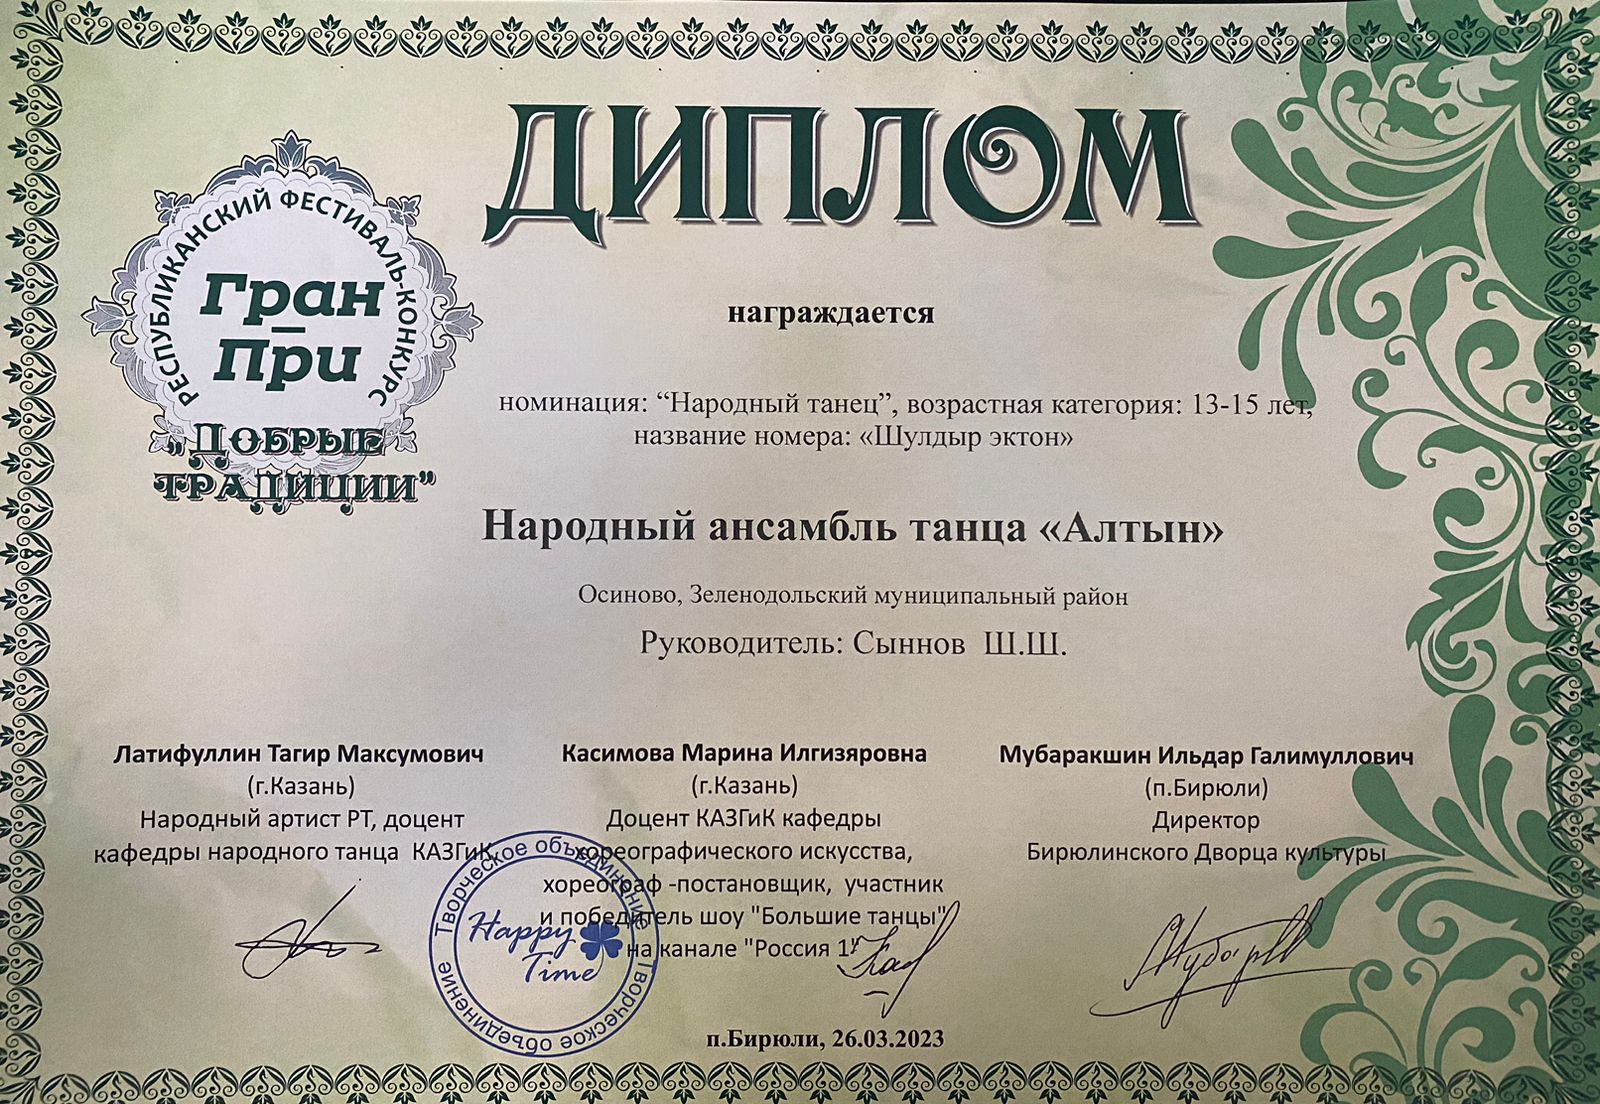 ДИПЛОМ
РЕСПУБЛИКАНСКИЙ ФЕСТИВАЛЬ-КОНКУРС
Гран
–
При
„ДОБРЫЕ
ТРАДИЦИИ”
награждается
номинация: “Народный танец”, возрастная категория: 13-15 лет,
название номера: «Шулдыр эктон»
Народный ансамбль танца «Алтын»
Осиново, Зеленодольский муниципальный район
Руководитель: Сыннов Ш.Ш.
Латифуллин Тагир Максумович
(г.Казань)
Народный артист РТ, доцент
кафедры народного танца КАЗГиК
Касимова Марина Илгизяровна
(г.Казань)
Доцент КАЗГиК кафедры
хореографического искусства,
хореограф -постановщик, участник
и победитель шоу "Большие танцы"
на канале "Россия 1"
Мубаракшин Ильдар Галимуллович
(п.Бирюли)
Директор
Бирюлинского Дворца культуры
Творческое объединение Творческое объединение
Happy
Time
п.Бирюли, 26.03.2023